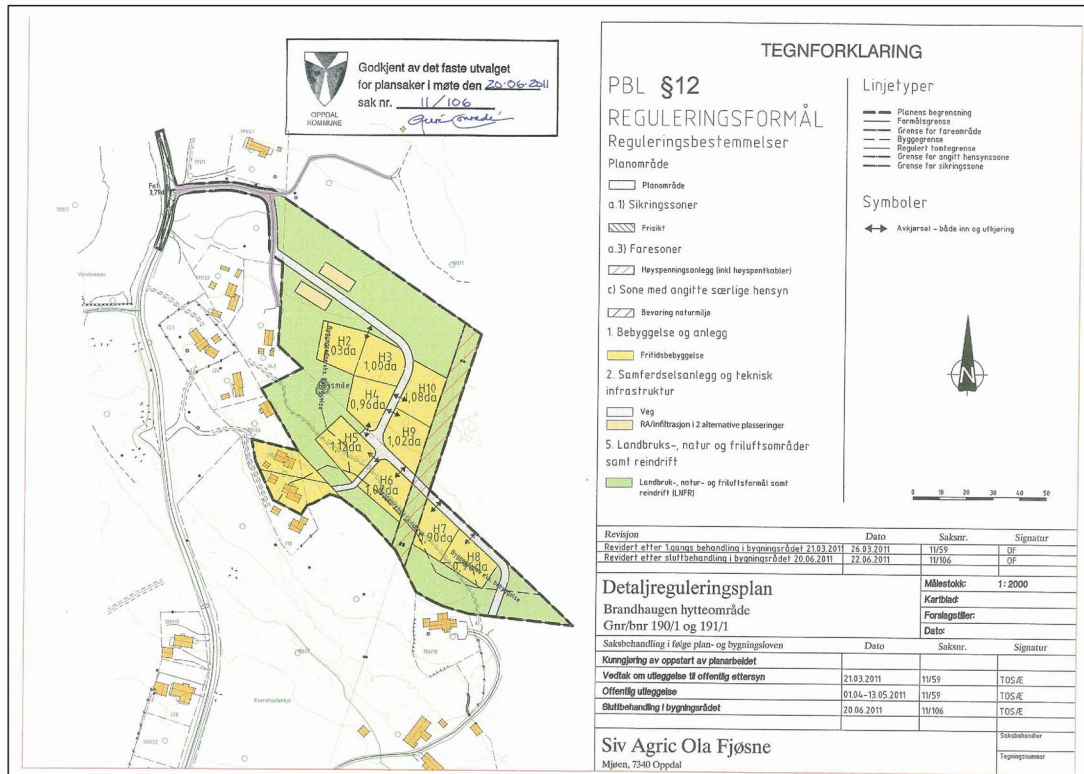 Godkjent av det faste utvalget
for plansaker i møte den 20.06.2011
sak nr. 11/106
OPPDAL
KOMMUNE
H2
H3
1,00da
H4
0,96da
H10
1,08da
H9
1,02da
H5
H6
1,02da
H7
H8
TEGNFORKLARING
PBL §12
REGULERINGSFORMÅL
Reguleringsbestemmelser
Planområde
Planområde
a.1) Sikringssoner
Frisikt
a.3) Faresoner
Høyspenningsanlegg (inkl høyspentkabler)
c) Sone med angitte særlige hensyn
Bevaring naturmiljø
1. Bebyggelse og anlegg
Fritidsbebyggelse
2. Samferdselsanlegg og teknisk
infrastruktur
Veg
RA/infiltrasjon i 2 alternative plasseringer
5. Landbruks-, natur og friluftsområder
samt reindrift
Landbruk-, natur- og friluftsformål samt
reindrift (LNFR)
Linjetyper
Planens begrensning
Formålsgrense
Grense for fareområde
Byggegrense
Regulert tomtegrense
Grense for angitt hensynssone
Grense for sikringssone
Symboler
Avkjørsel - både inn og utkjøring
N
0 10 20 30 40 50
Revisjon Dato Saksnr. Signatur
Revidert etter 1.gangs behandling i bygningsrådet 21.03.2011 26.03.2011 11/59 OF
Revidert etter sluttbehandling i bygningsrådet 20.06.2011 22.06.2011 11/106 OF
Detaljreguleringsplan
Brandhaugen hytteområde
Gnr/bnr 190/1 og 191/1
Målestokk: 1: 2000
Kartblad:
Forslagstiller:
Dato:
Saksbehandling i følge plan- og bygningsloven Dato Saksnr. Signatur
Kunngjøring av oppstart av planarbeidet
Vedtak om utleggelse til offentlig ettersyn 21.03.2011 11/59 TOSÆ
Offentlig utleggelse 01.04-13.05.2011 11/59 TOSÆ
Sluttbehandling i bygningsrådet 20.06.2011 11/106 TOSÆ
Siv Agric Ola Fjøsne
Mjøen, 7340 Oppdal
Saksbehandler
Tegningsnummer